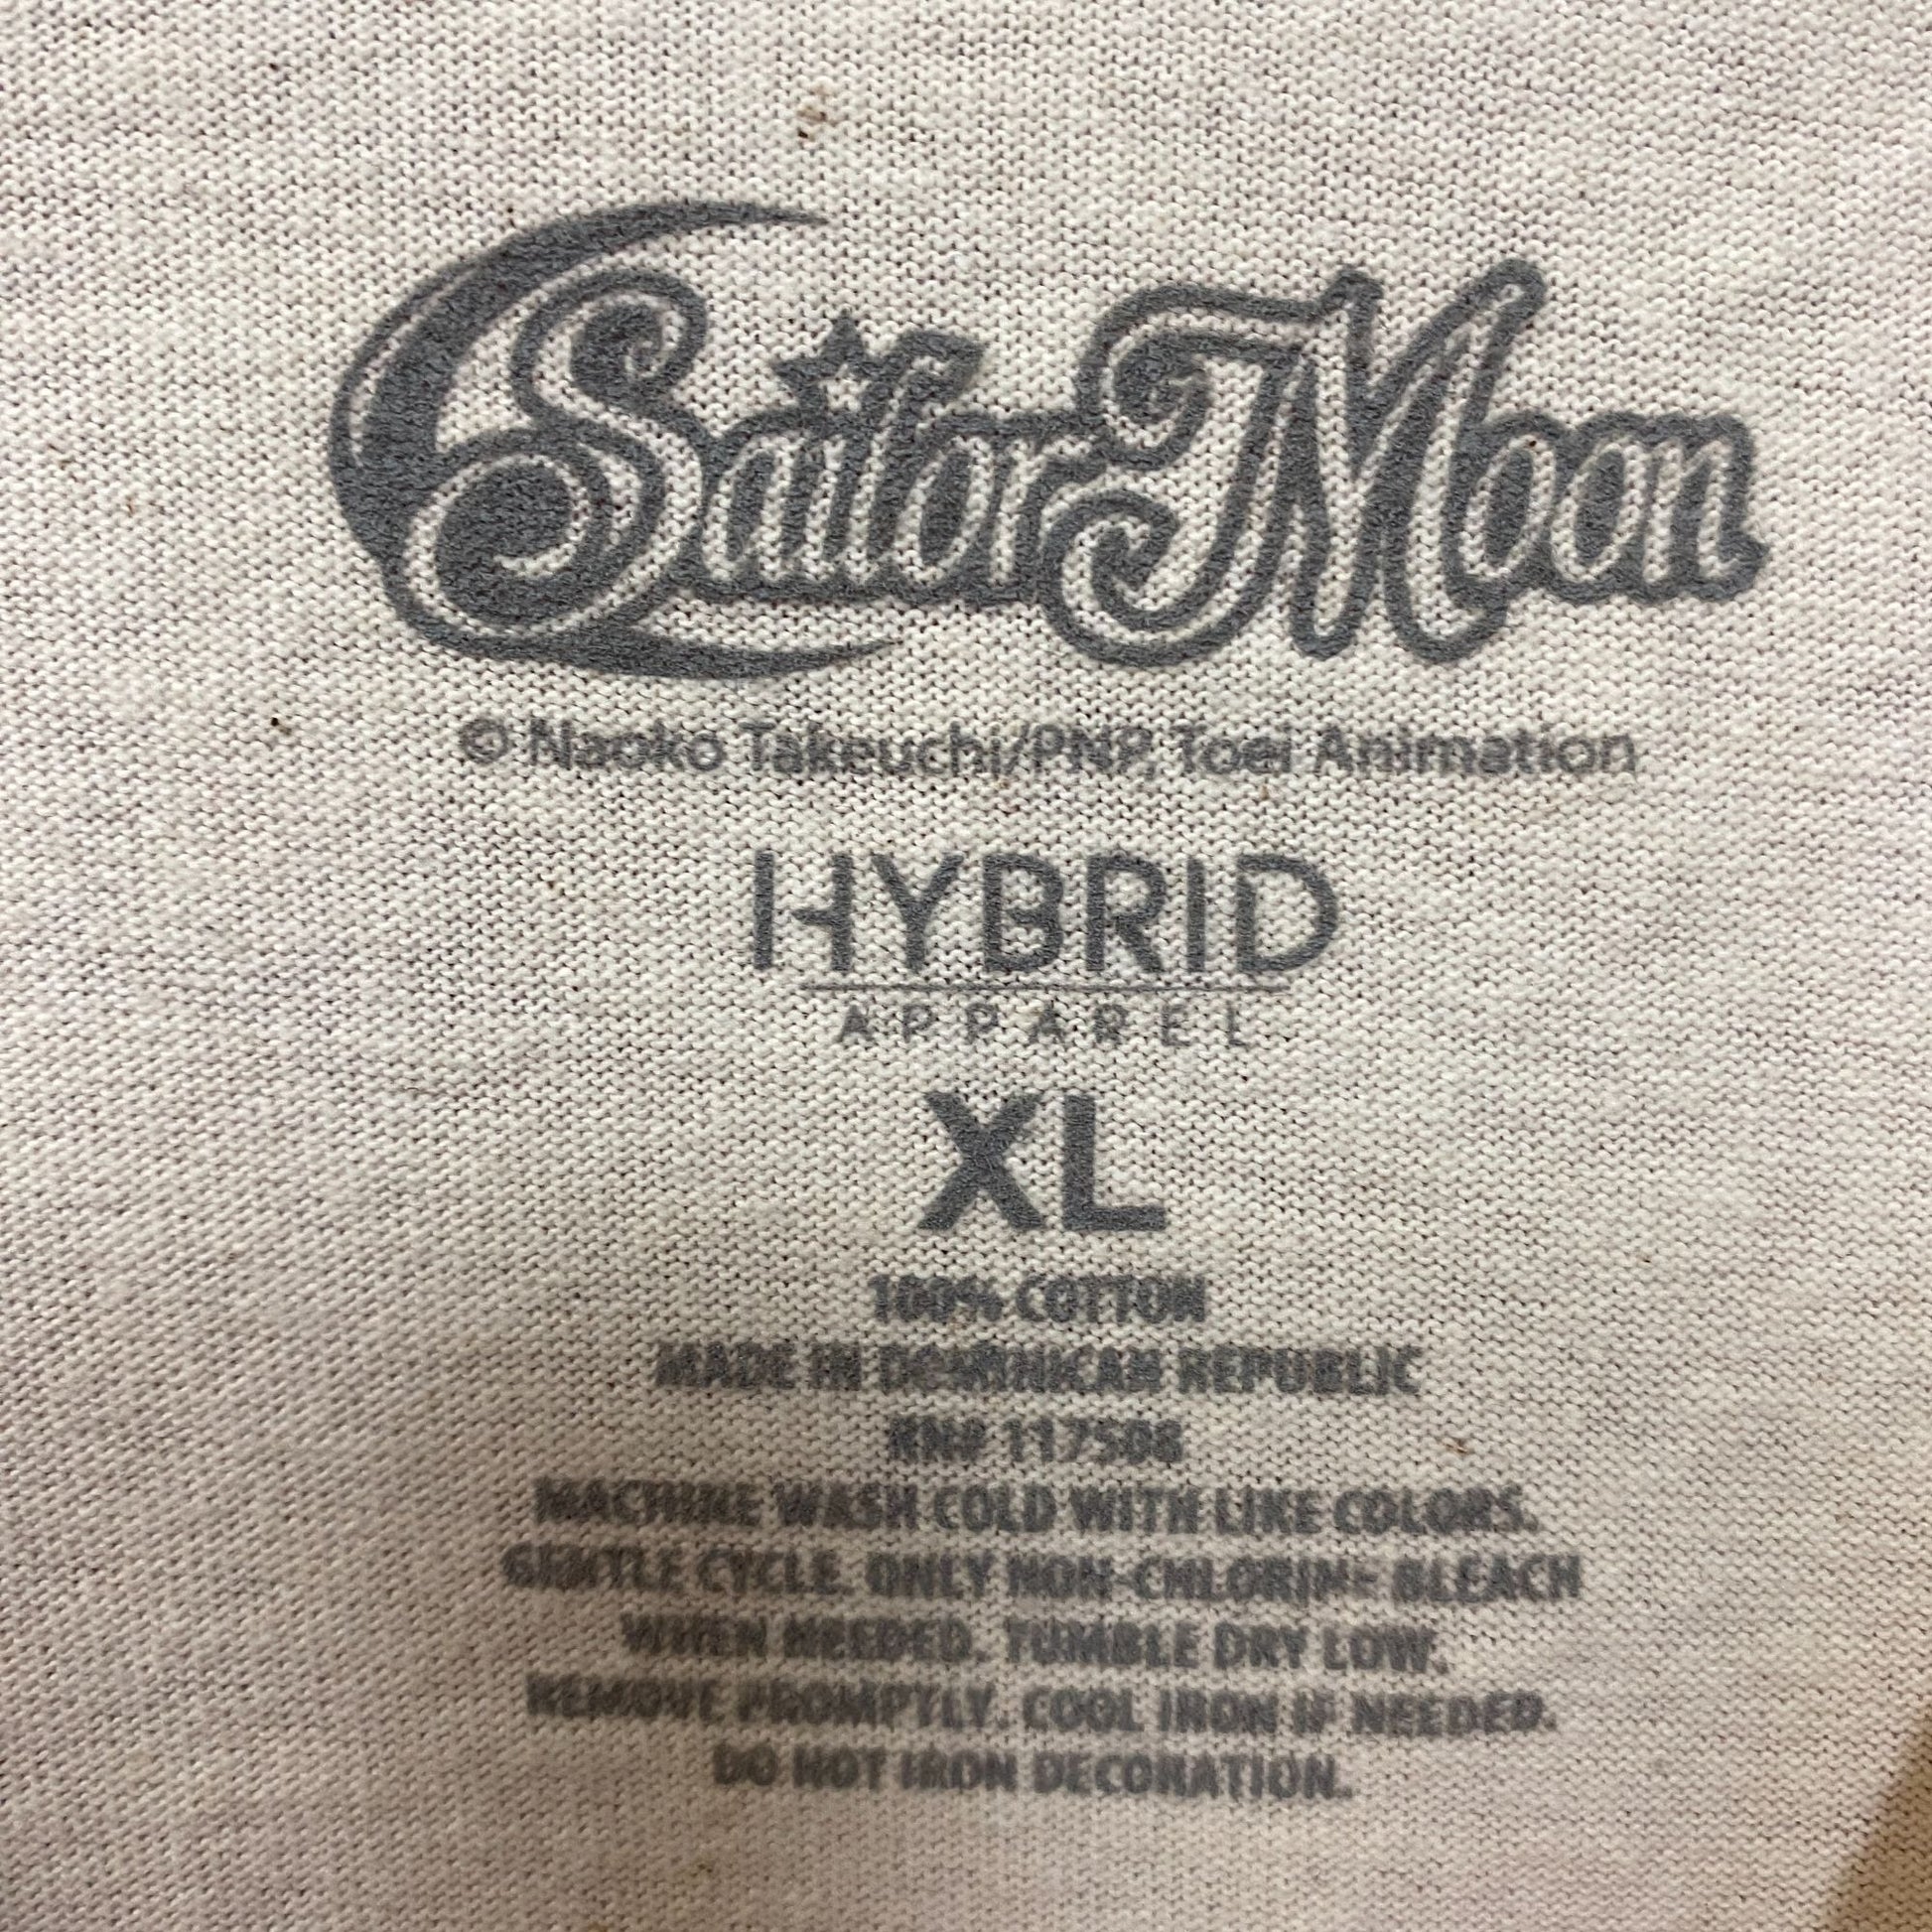 Sailor Moon
© Naoko Takeuchi/PNP, Toei Animation
HYBRID
APPAREL
XL
100% COTTON
MADE IN DOMINICAN REPUBLIC
RN# 117508
MACHINE WASH COLD WITH LIKE COLORS.
GENTLE CYCLE. ONLY NON-CHLORINE BLEACH
WHEN NEEDED. TUMBLE DRY LOW.
REMOVE PROMPTLY. COOL IRON IF NEEDED.
DO NOT IRON DECORATION.